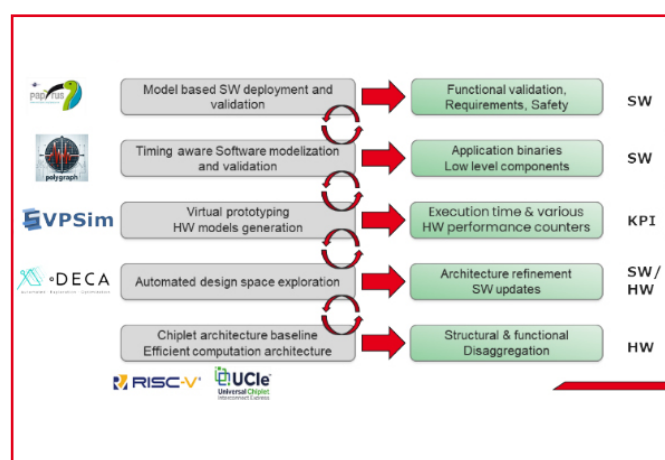 papyrus
Model based SW deployment and
validation
Functional validation,
Requirements, Safety
SW
polygraph
Timing aware Software modelization
and validation
Application binaries
Low level components
SW
VPSim
Virtual prototyping
HW models generation
Execution time & various
HW performance counters
KPI
DECA
Automated design space exploration
Architecture refinement
SW updates
SW/
HW
Chiplet architecture baseline
Efficient computation architecture
Structural & functional
Disaggregation
HW
RISC-V®
UCIe™
Universal Chiplet
Interconnect Express